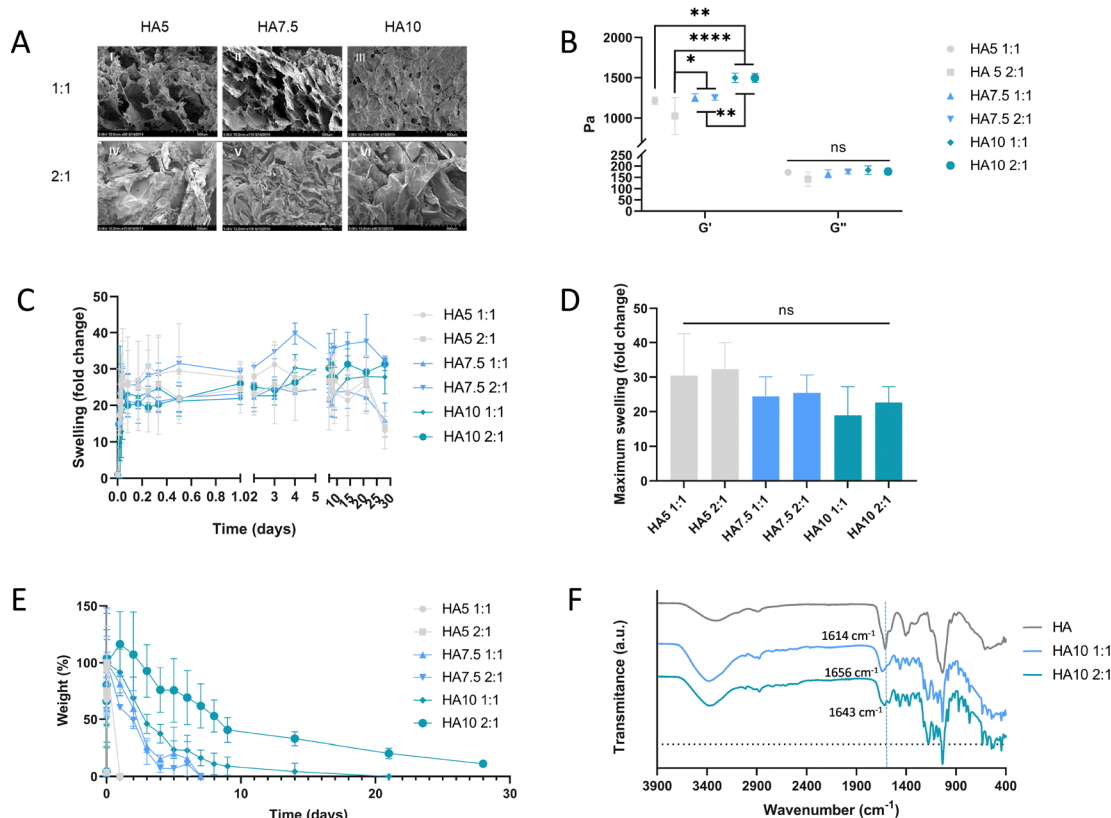 A
HA5 HA7.5 HA10
1:1
I II III
2:1
IV V VI
B
Pa
2000
1500
1000
250
200
150
100
50
0
**
****
*
**
ns
G' G''
HA5 1:1
HA 5 2:1
HA7.5 1:1
HA7.5 2:1
HA10 1:1
HA10 2:1
C
Swelling (fold change)
50
40
30
20
10
0
0.0 0.2 0.4 0.6 0.8 1.0 2 3 4 5 10 15 20 25 30
Time (days)
HA5 1:1
HA5 2:1
HA7.5 1:1
HA7.5 2:1
HA10 1:1
HA10 2:1
D
Maximum swelling (fold change)
50
40
30
20
10
0
ns
HA5 1:1 HA5 2:1 HA7.5 1:1 HA7.5 2:1 HA10 1:1 HA10 2:1
E
Weight (%)
150
100
50
0
0 10 20 30
Time (days)
HA5 1:1
HA5 2:1
HA7.5 1:1
HA7.5 2:1
HA10 1:1
HA10 2:1
F
Transmitance (a.u.)
1614 cm⁻¹
1656 cm⁻¹
1643 cm⁻¹
3900 3400 2900 2400 1900 1400 900 400
Wavenumber (cm⁻¹)
HA
HA10 1:1
HA10 2:1